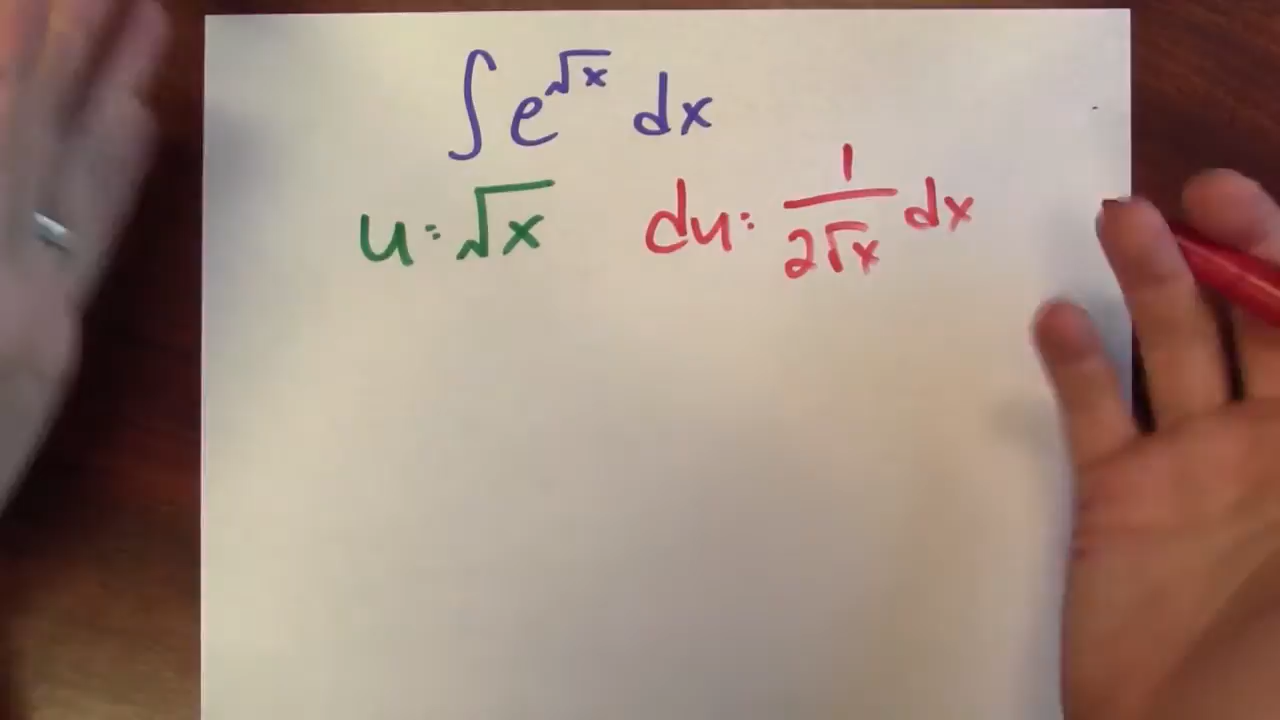 ∫ e^√x dx
u = √x du = 1/(2√x) dx